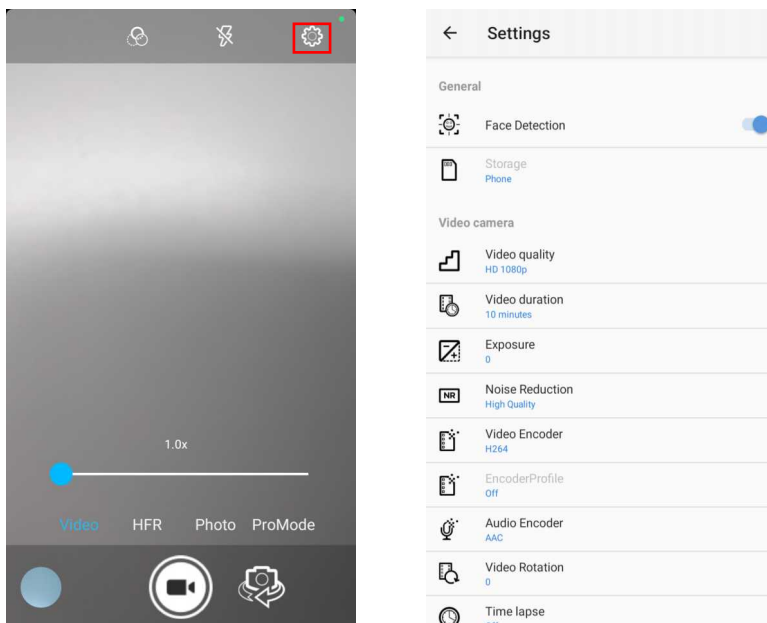 1.0x
Video HFR Photo ProMode
Settings
General
Face Detection
Storage
Phone
Video camera
Video quality
HD 1080p
Video duration
10 minutes
Exposure
0
Noise Reduction
NR
High Quality
Video Encoder
H264
EncoderProfile
Off
Audio Encoder
AAC
Video Rotation
0
Time lapse